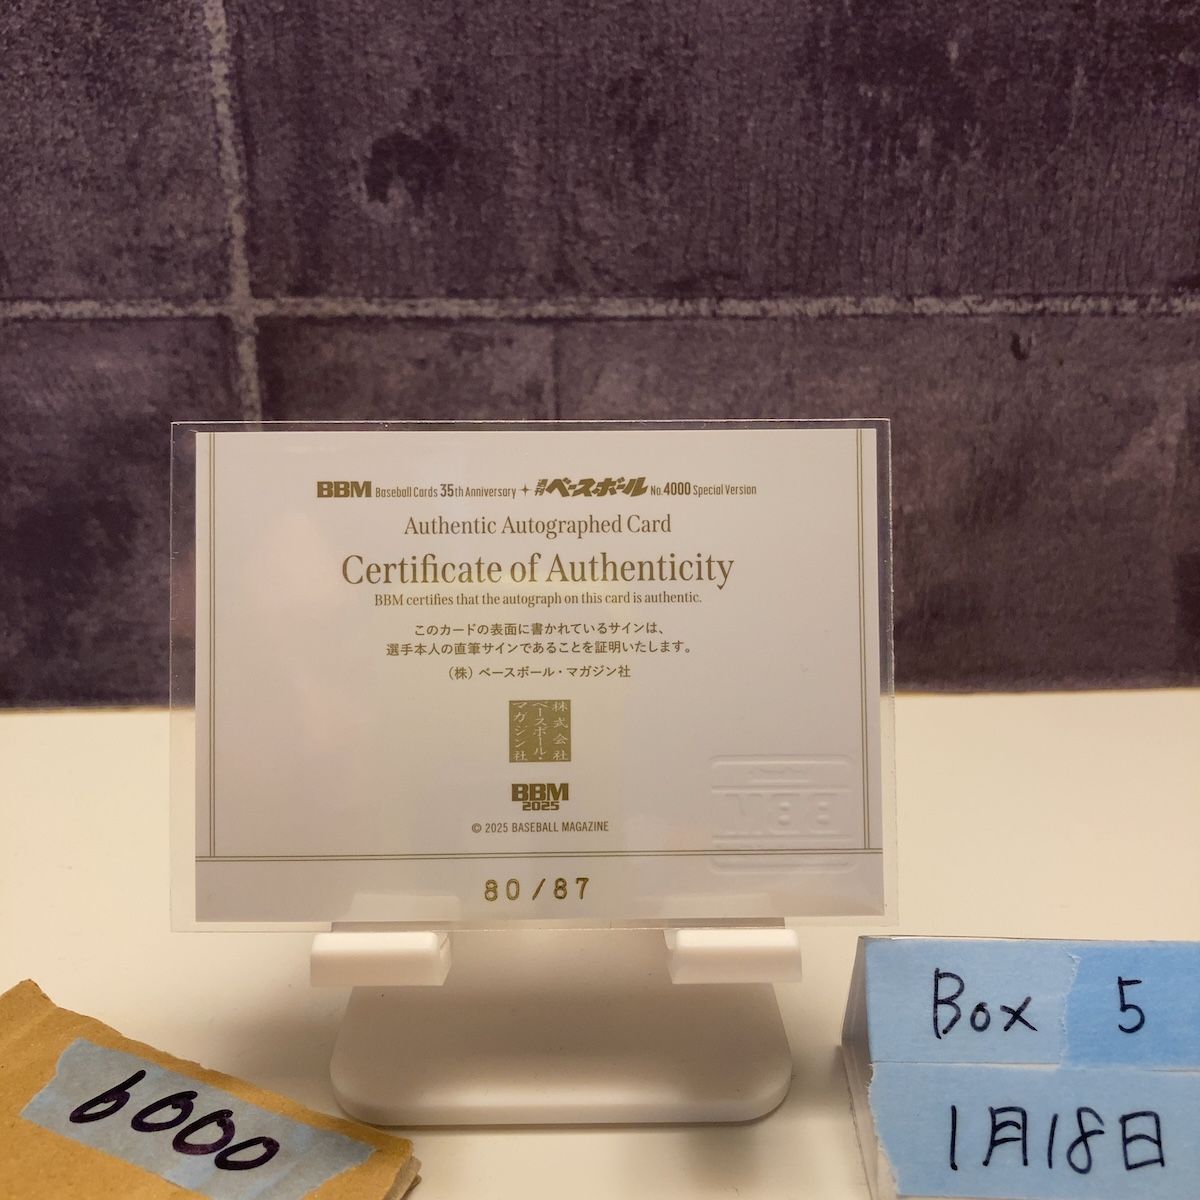 BBM Baseball Cards 35th Anniversary + 週刊ベースボール No.4000 Special Version
Authentic Autographed Card
Certificate of Authenticity
BBM certifies that the autograph on this card is authentic.
このカードの表面に書かれているサインは、
選手本人の直筆サインであることを証明いたします。
（株）ベースボール・マガジン社
株式会社
ベースボール・
マガジン社
BBM
2025
© 2025 BASEBALL MAGAZINE
80/87
6000
Box 5
1月18日